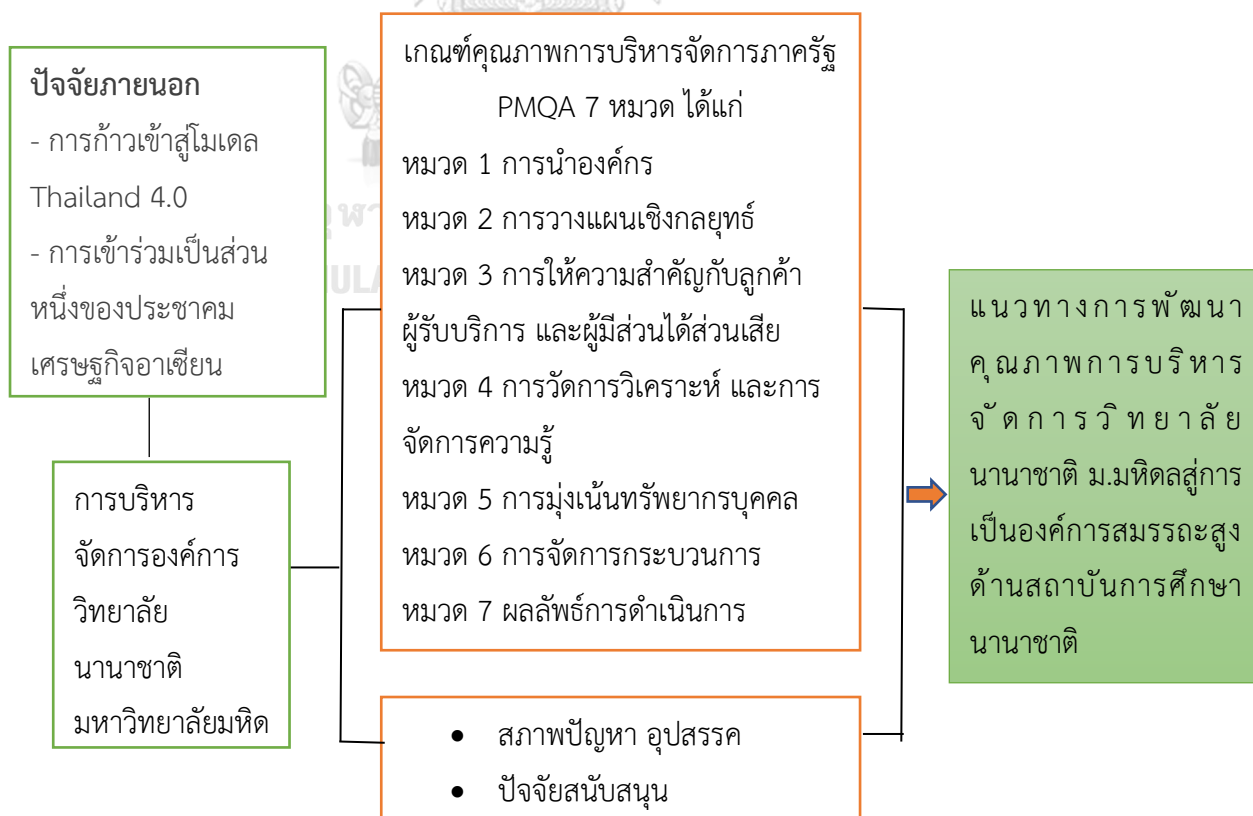 ปัจจัยภายนอก
- การก้าวเข้าสู่โมเดล
Thailand 4.0
- การเข้าร่วมเป็นส่วน
หนึ่งของประชาคม
เศรษฐกิจอาเซียน
การบริหาร
จัดการองค์การ
วิทยาลัย
นานาชาติ
มหาวิทยาลัยมหิด
เกณฑ์คุณภาพการบริหารจัดการภาครัฐ
PMQA 7 หมวด ได้แก่
หมวด 1 การนำองค์กร
หมวด 2 การวางแผนเชิงกลยุทธ์
หมวด 3 การให้ความสำคัญกับลูกค้า
ผู้รับบริการ และผู้มีส่วนได้ส่วนเสีย
หมวด 4 การวัดการวิเคราะห์ และการ
จัดการความรู้
หมวด 5 การมุ่งเน้นทรัพยากรบุคคล
หมวด 6 การจัดการกระบวนการ
หมวด 7 ผลลัพธ์การดำเนินการ
• สภาพปัญหา อุปสรรค
• ปัจจัยสนับสนุน
แนวทางการพัฒนา
คุณภาพการบริหาร
จัดการวิทยาลัย
นานาชาติ ม.มหิดลสู่การ
เป็นองค์การสมรรถะสูง
ด้านสถาบันการศึกษา
นานาชาติ